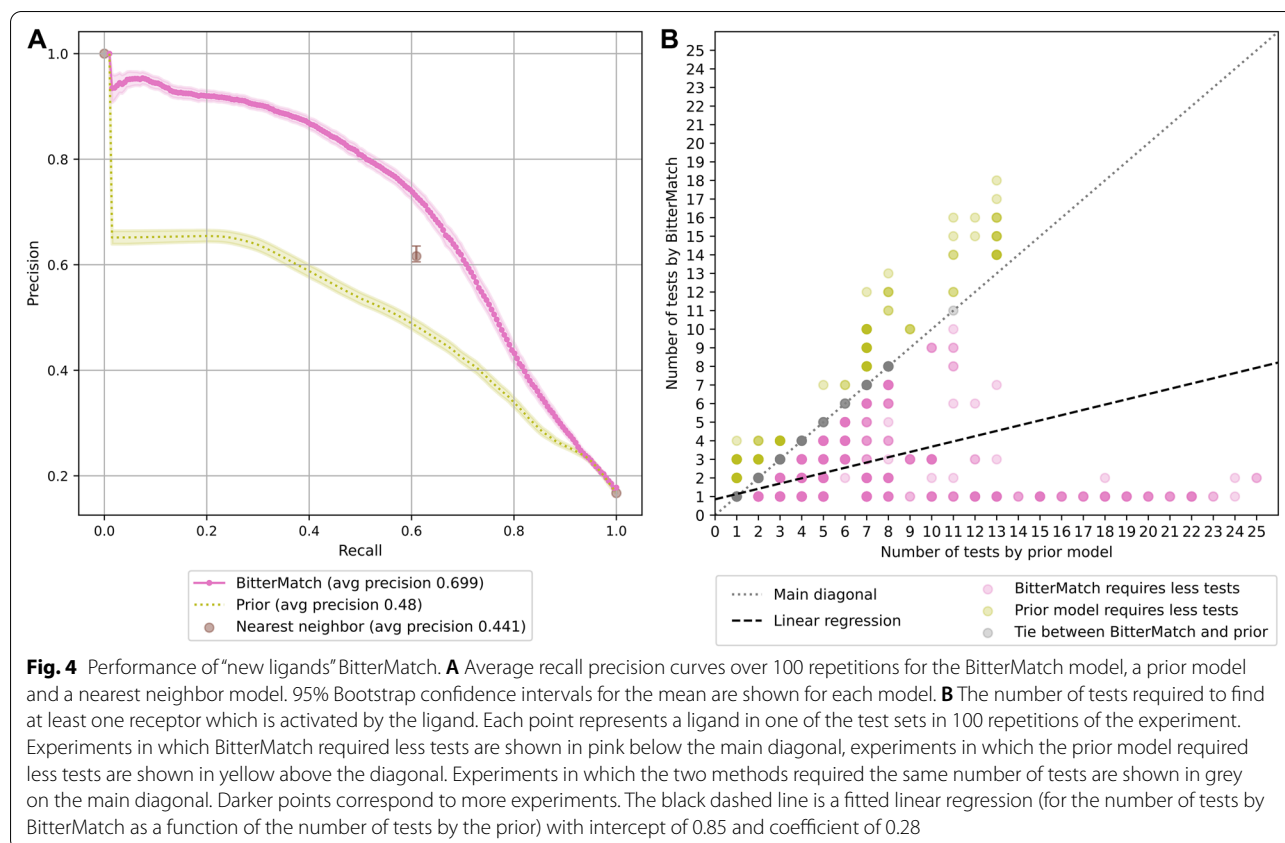 A
1.0
0.8
0.6
0.4
0.2
Precision
0.0 0.2 0.4 0.6 0.8 1.0
Recall
BitterMatch (avg precision 0.699)
Prior (avg precision 0.48)
Nearest neighbor (avg precision 0.441)
B
25
24
23
22
21
20
19
18
17
16
15
14
13
12
11
10
9
8
7
6
5
4
3
2
1
Number of tests by BitterMatch
0 1 2 3 4 5 6 7 8 9 10 11 12 13 14 15 16 17 18 19 20 21 22 23 24 25
Number of tests by prior model
Main diagonal
Linear regression
BitterMatch requires less tests
Prior model requires less tests
Tie between BitterMatch and prior
Fig. 4 Performance of “new ligands” BitterMatch. A Average recall precision curves over 100 repetitions for the BitterMatch model, a prior model
and a nearest neighbor model. 95% Bootstrap confidence intervals for the mean are shown for each model. B The number of tests required to find
at least one receptor which is activated by the ligand. Each point represents a ligand in one of the test sets in 100 repetitions of the experiment.
Experiments in which BitterMatch required less tests are shown in pink below the main diagonal, experiments in which the prior model required
less tests are shown in yellow above the diagonal. Experiments in which the two methods required the same number of tests are shown in grey
on the main diagonal. Darker points correspond to more experiments. The black dashed line is a fitted linear regression (for the number of tests by
BitterMatch as a function of the number of tests by the prior) with intercept of 0.85 and coefficient of 0.28